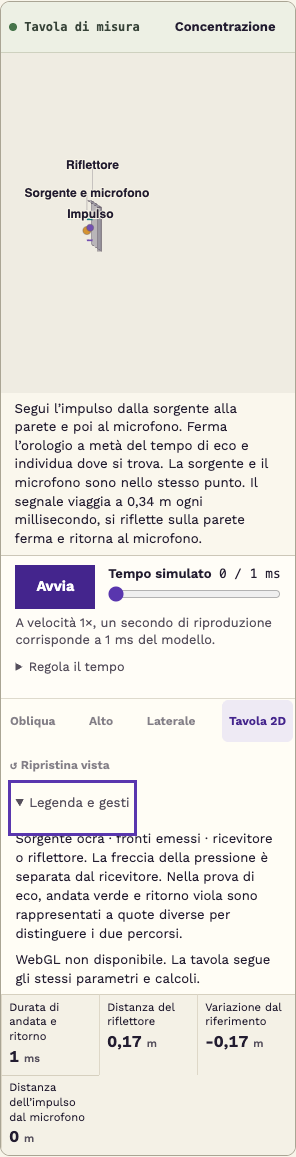 Tavola di misura
Concentrazione
Riflettore
Sorgente e microfono
Impulso
Segui l’impulso dalla sorgente alla
parete e poi al microfono. Ferma
l’orologio a metà del tempo di eco e
individua dove si trova. La sorgente e il
microfono sono nello stesso punto. Il
segnale viaggia a 0,34 m ogni
millisecondo, si riflette sulla parete
ferma e ritorna al microfono.
Avvia
Tempo simulato 0 / 1 ms
A velocità 1×, un secondo di riproduzione
corrisponde a 1 ms del modello.
▶ Regola il tempo
Obliqua
Alto
Laterale
Tavola 2D
↺ Ripristina vista
▼ Legenda e gesti
Sorgente ocra · fronti emessi · ricevitore
o riflettore. La freccia della pressione è
separata dal ricevitore. Nella prova di
eco, andata verde e ritorno viola sono
rappresentati a quote diverse per
distinguere i due percorsi.
WebGL non disponibile. La tavola segue
gli stessi parametri e calcoli.
Durata di
andata e
ritorno
1 ms
Distanza del
riflettore
0,17 m
Variazione dal
riferimento
-0,17 m
Distanza
dell’impulso
dal microfono
0 m